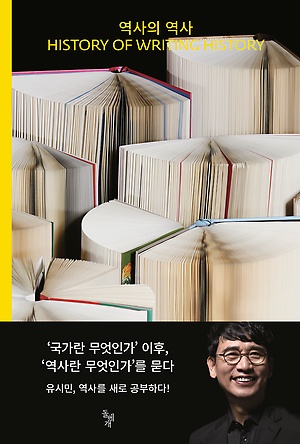 역사의 역사
HISTORY OF WRITING HISTORY
‘국가란 무엇인가’ 이후,
‘역사란 무엇인가’를 묻다
유시민, 역사를 새로 공부하다!
돌베개